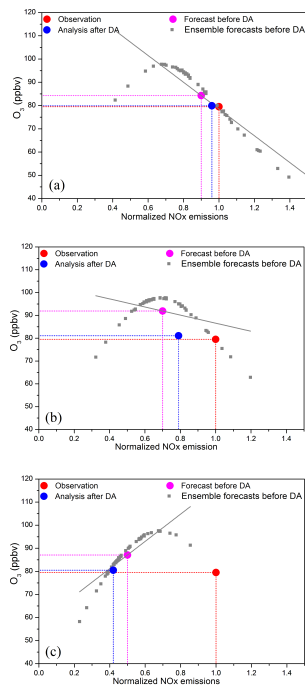 120
110
100
90
80
70
60
50
40
O₃ (ppbv)
Observation
Analysis after DA
Forecast before DA
Ensemble forecasts before DA
(a)
0.0 0.2 0.4 0.6 0.8 1.0 1.2 1.4
Normalized NOx emissions
120
110
100
90
80
70
60
50
40
O₃ (ppbv)
Observation
Analysis after DA
Forecast before DA
Ensemble forecasts before DA
(b)
0.0 0.2 0.4 0.6 0.8 1.0 1.2 1.4
Normalized NOx emission
120
110
100
90
80
70
60
50
40
O₃ (ppbv)
Observation
Analysis after DA
Forecast before DA
Ensemble forecasts before DA
(c)
0.0 0.2 0.4 0.6 0.8 1.0 1.2 1.4
Normalized NOx emissions